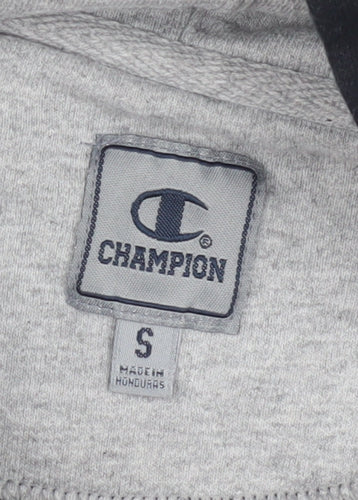 ®
CHAMPION
S
MADE IN
HONDURAS